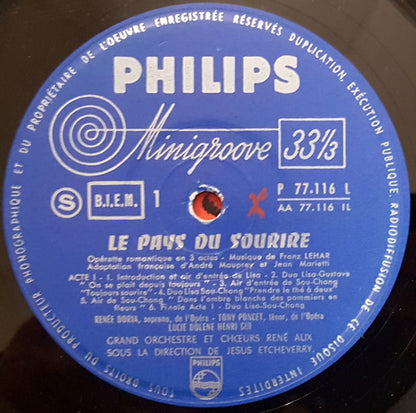 TOUS DROITS DU PRODUCTEUR PHONOGRAPHIQUE ET DU PROPRIÉTAIRE DE L'OEUVRE ENREGISTRÉE RÉSERVÉS DUPLICATION, EXÉCUTION PUBLIQUE, RADIODIFFUSION DE CE DISQUE INTERDITES
PHILIPS
Minigroove 33⅓
S B.I.E.M. 1 P 77.116 L
AA 77.116 1L
LE PAYS DU SOURIRE
Opérette romantique en 3 actes - Musique de Franz LEHAR
Adaptation française d'André Mauprey et Jean Marietti
ACTE I - 1. Introduction et air d'entrée de Lisa - 2. Duo Lisa-Gustave
"On se plait depuis toujours" - 3. Air d'entrée de Sou-Chong
"Toujours sourire" - 4. Duo Lisa Sou-Chong "Prendre le thé à deux"
5. Air de Sou-Chong "Dans l'ombre blanche des pommiers en
fleurs" - 6. Finale Acte I
RENÉE DORIA, soprano, de l'Opéra - TONY PONCET, ténor, de l'Opéra
LUCIE DOLENE HENRI GUI
GRAND ORCHESTRE ET CHŒURS RENÉ ALIX
SOUS LA DIRECTION DE JESUS ETCHEVERRY
PHILIPS